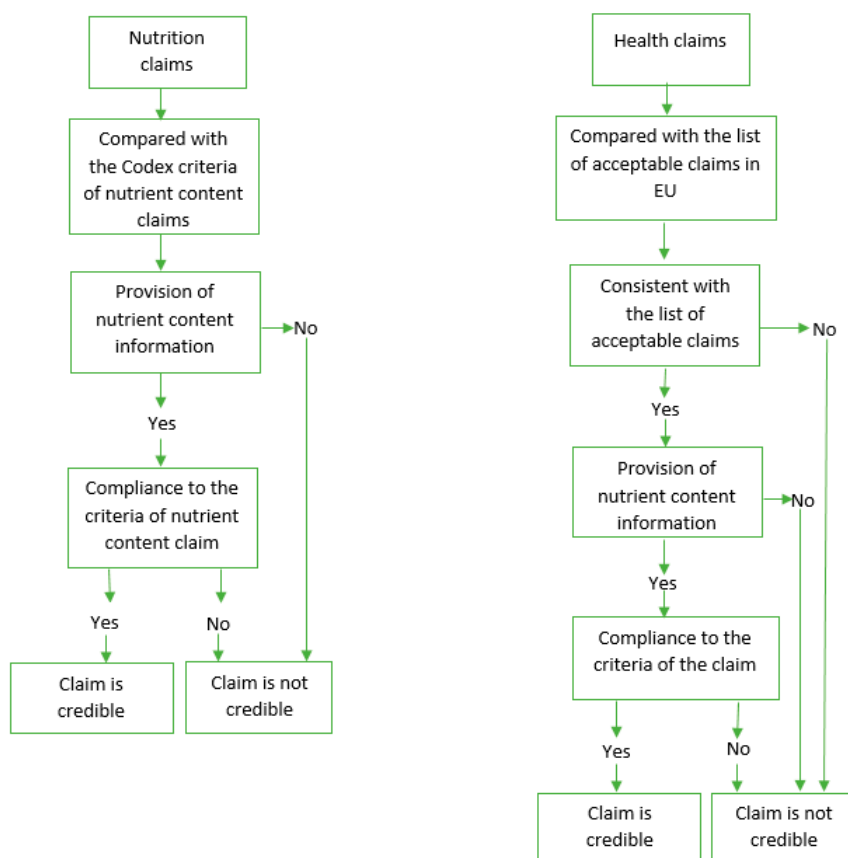 Nutrition
claims
Compared with
the Codex criteria
of nutrient content
claims
Provision of
nutrient content
information
No
Yes
Compliance to the
criteria of nutrient
content claim
Yes
No
Claim is
credible
Claim is not
credible
Health claims
Compared with the list
of acceptable claims in
EU
Consistent with
the list of
acceptable claims
No
Yes
Provision of
nutrient content
information
No
Yes
Compliance to the
criteria of the claim
Yes
No
Claim is
credible
Claim is not
credible